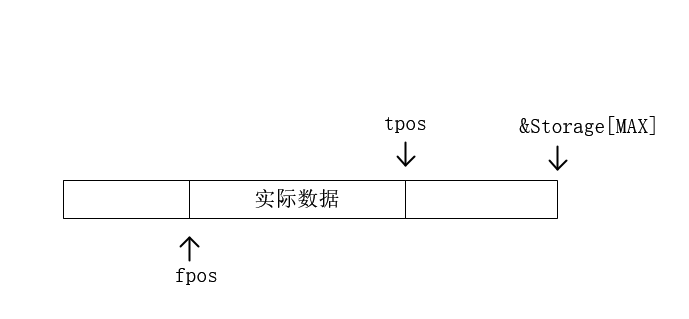 tpos
&Storage[MAX]
实际数据
fpos